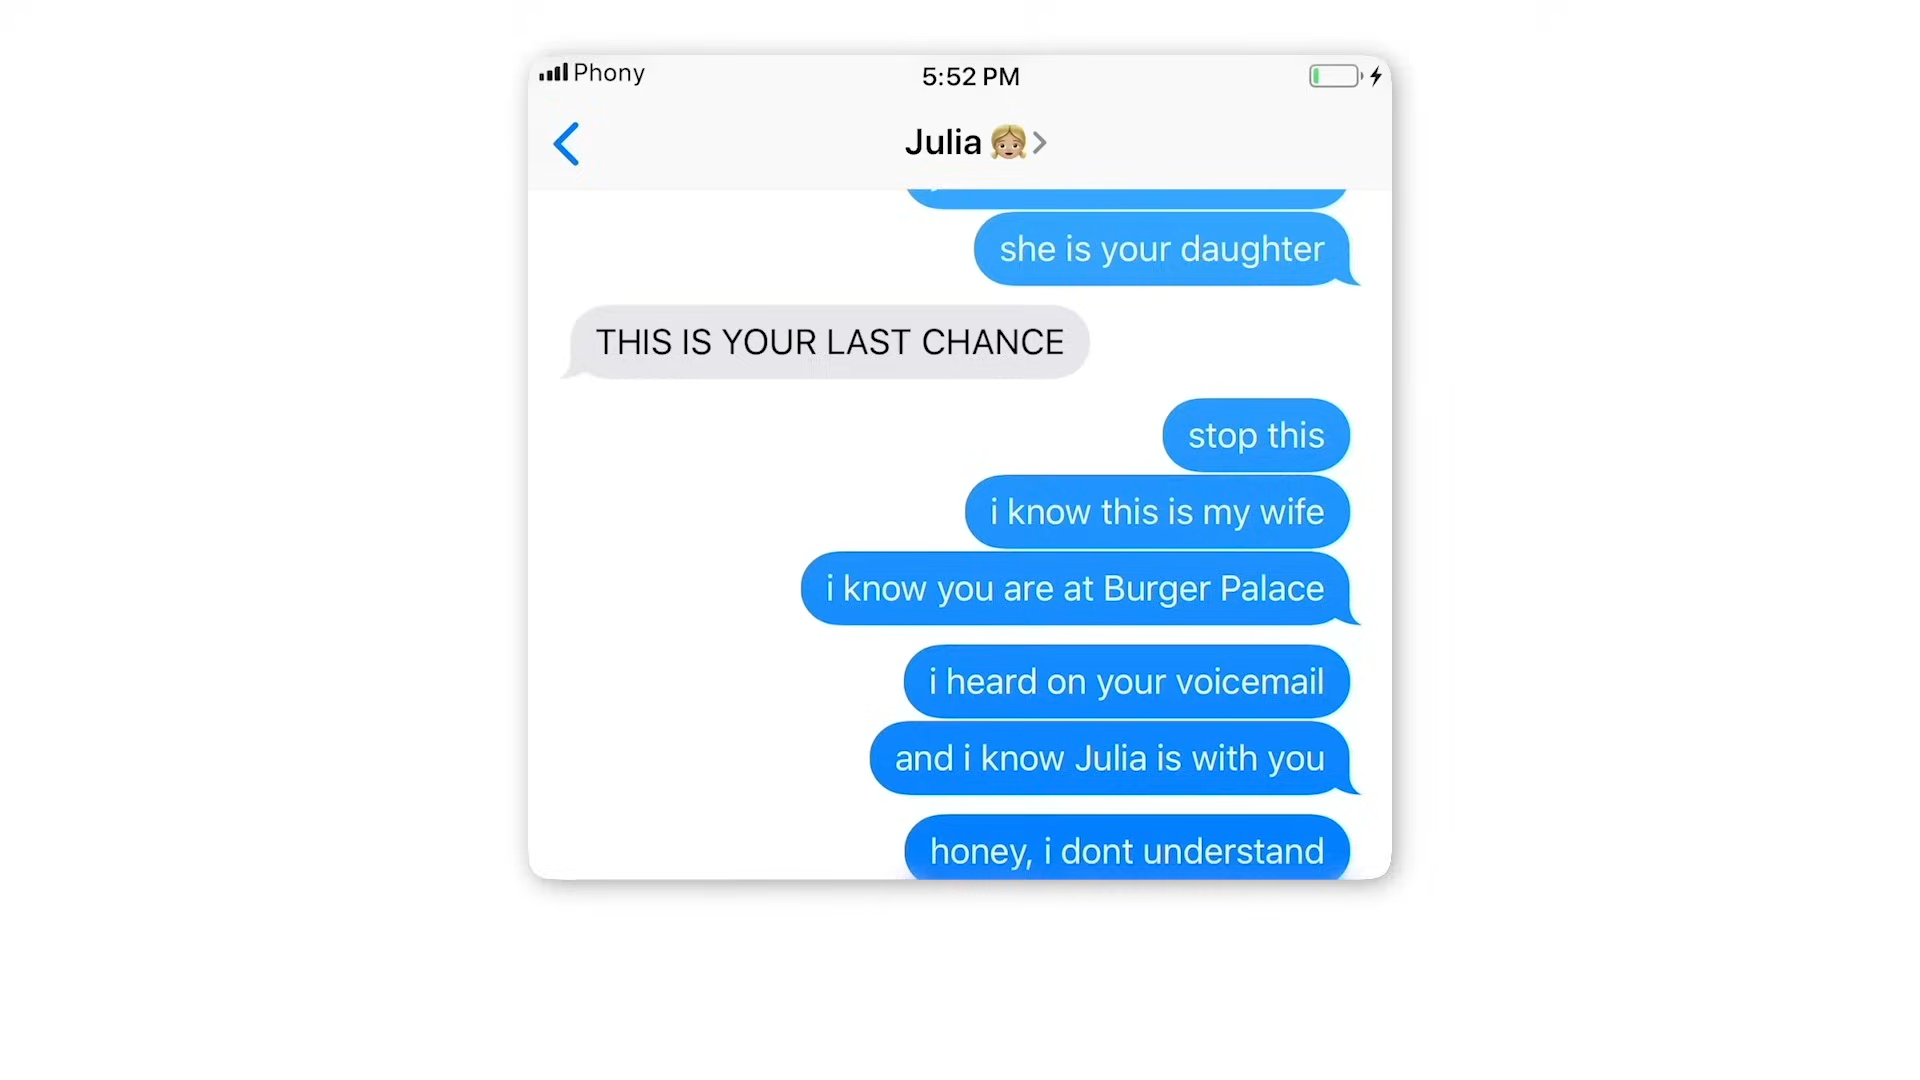 Phony
5:52 PM
Julia
she is your daughter
THIS IS YOUR LAST CHANCE
stop this
i know this is my wife
i know you are at Burger Palace
i heard on your voicemail
and i know Julia is with you
honey, i dont understand